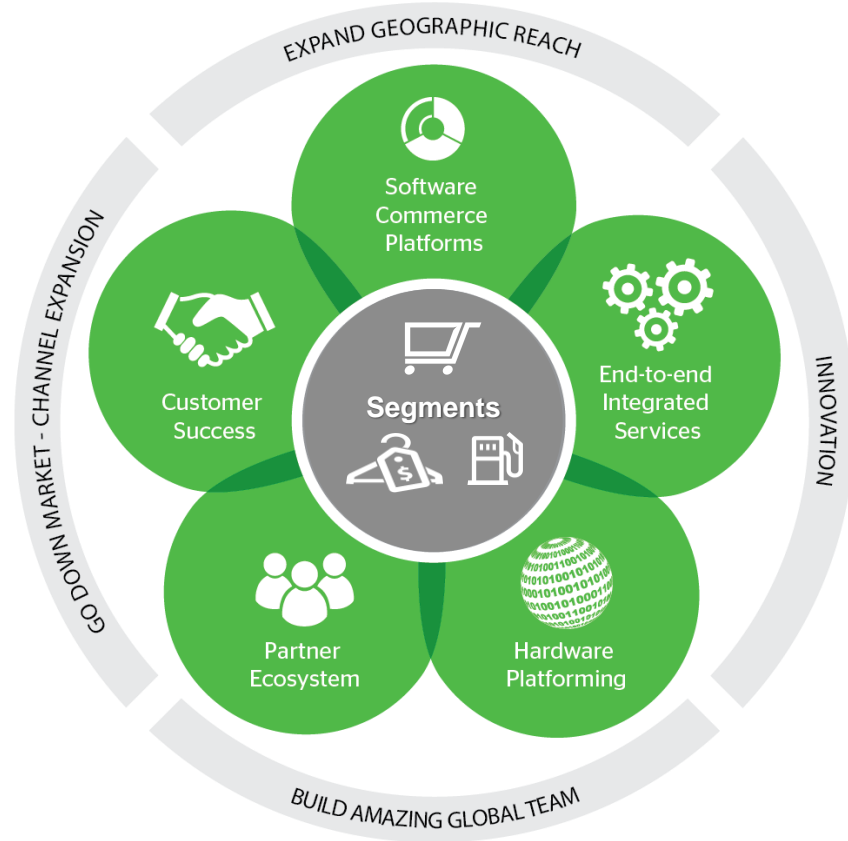 EXPAND GEOGRAPHIC REACH
Software
Commerce
Platforms
End-to-end
Integrated
Services
INNOVATION
Hardware
Platforming
BUILD AMAZING GLOBAL TEAM
Partner
Ecosystem
GO DOWN MARKET - CHANNEL EXPANSION
Customer
Success
Segments
$